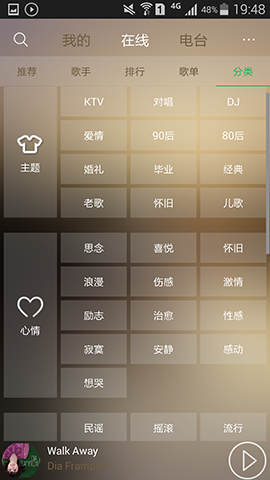 1 4G 48% 19:48
我的 在线 电台 ...
推荐 歌手 排行 歌单 分类
KTV 对唱 DJ
爱情 90后 80后
主题
婚礼 毕业 经典
老歌 怀旧 儿歌
思念 喜悦 怀旧
浪漫 伤感 激情
心情
励志 治愈 性感
寂寞 安静 感动
想哭
民谣 摇滚 流行
Walk Away
Dia Frampton